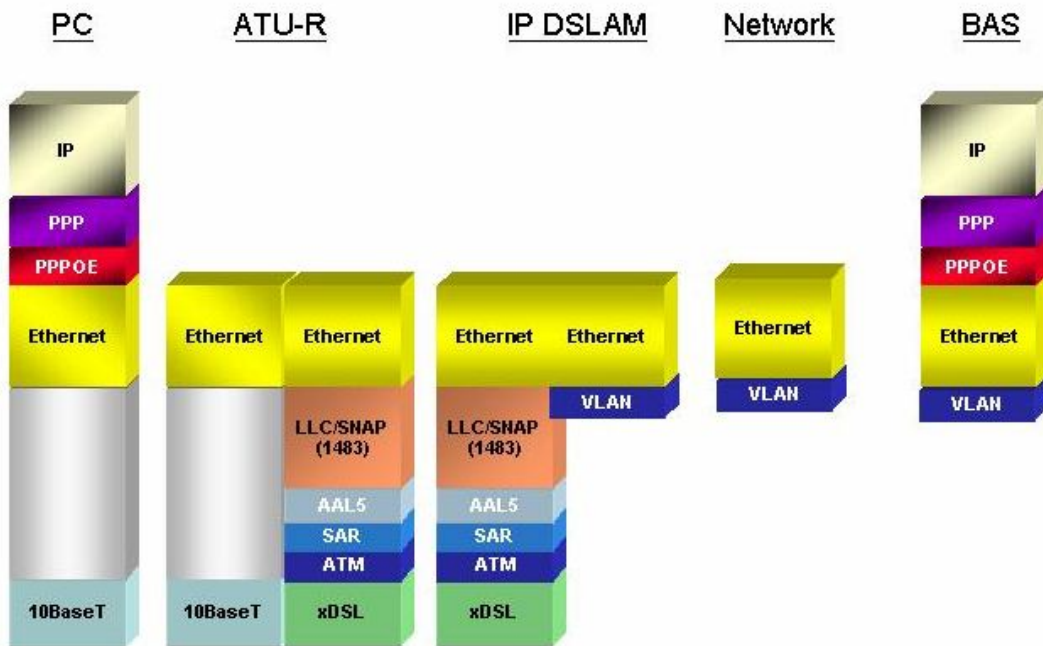 PC
ATU-R
IP DSLAM
Network
BAS
IP
PPP
PPPOE
Ethernet
10BaseT
Ethernet
10BaseT
Ethernet
LLC/SNAP
(1483)
AAL5
SAR
ATM
xDSL
Ethernet
Ethernet
VLAN
LLC/SNAP
(1483)
AAL5
SAR
ATM
xDSL
Ethernet
VLAN
IP
PPP
PPPOE
Ethernet
VLAN